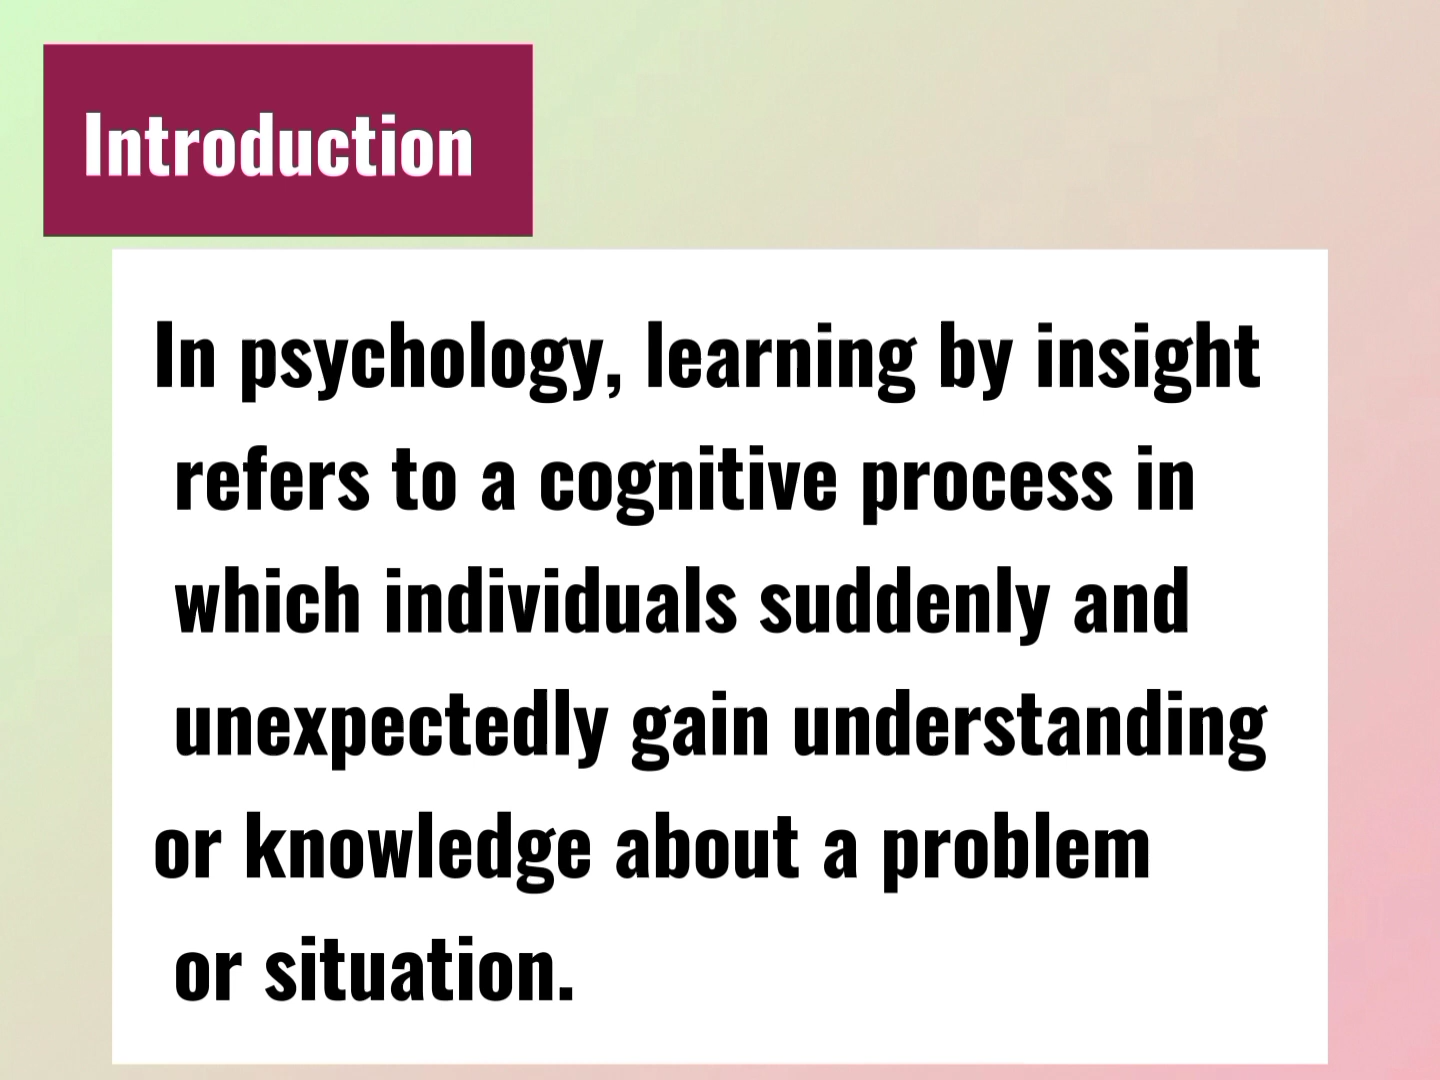 Introduction
In psychology, learning by insight
refers to a cognitive process in
which individuals suddenly and
unexpectedly gain understanding
or knowledge about a problem
or situation.